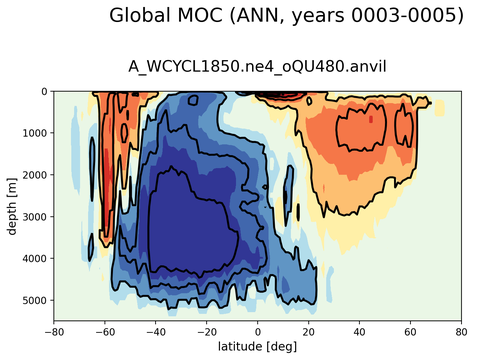 Global MOC (ANN, years 0003-0005)
A_WCYCL1850.ne4_oQU480.anvil
0
1000
2000
3000
4000
5000
depth [m]
−80 −60 −40 −20 0 20 40 60 80
latitude [deg]